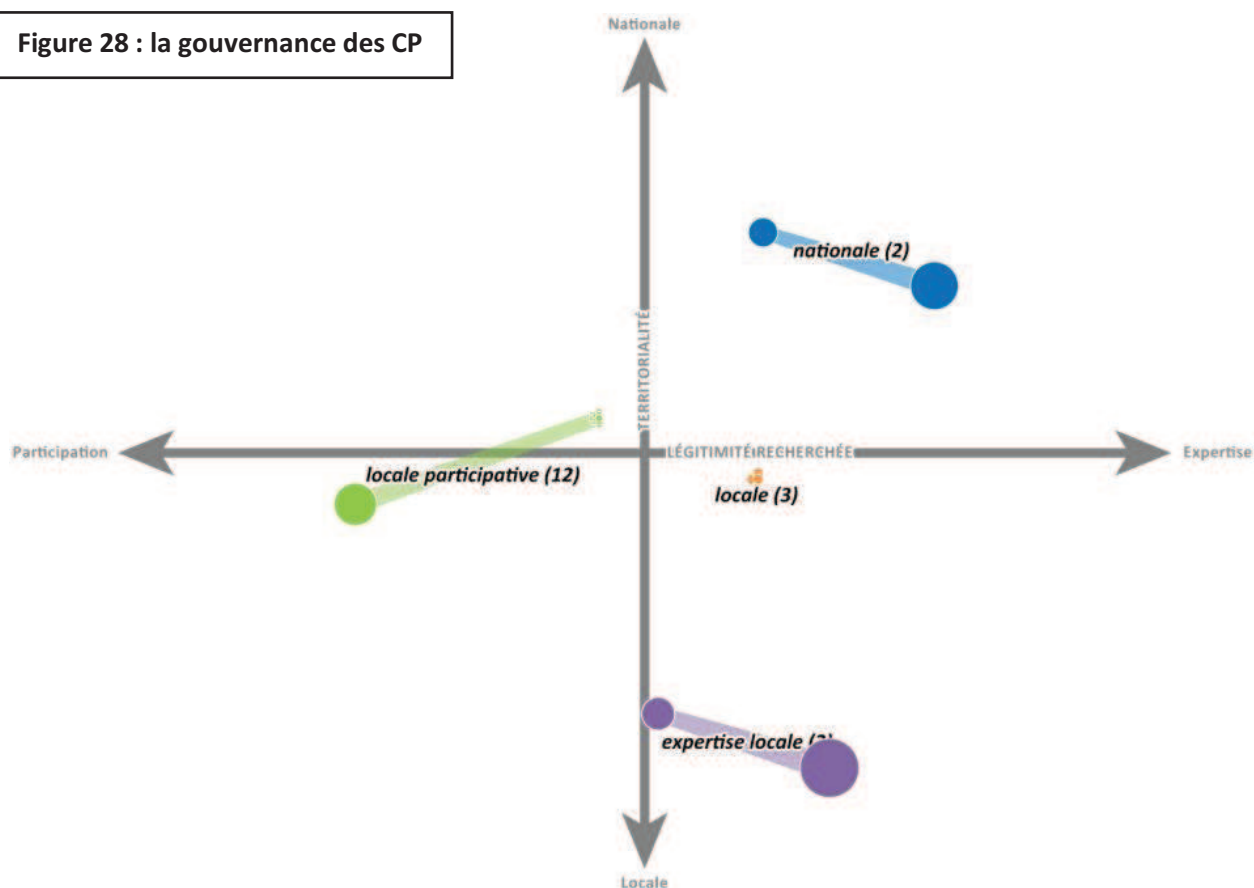 Figure 28 : la gouvernance des CP
Nationale
nationale (2)
TERRITORIALITÉ
Participation
LÉGITIMITÉ RECHERCHÉE
Expertise
locale participative (12)
locale (3)
expertise locale
Locale